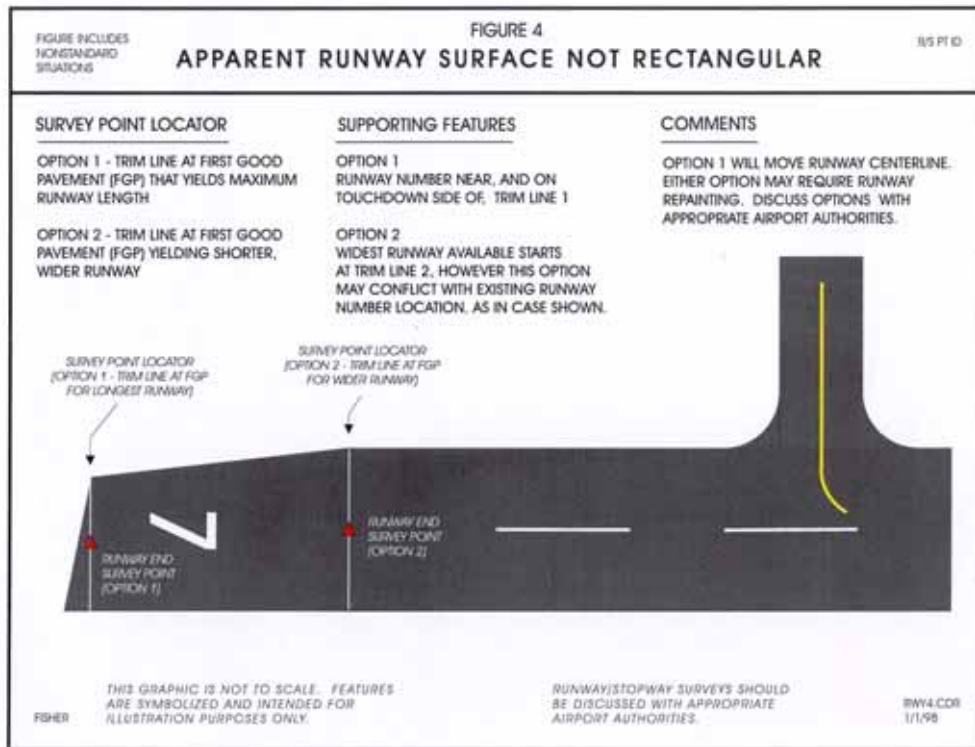 FIGURE INCLUDES
NONSTANDARD
SITUATIONS
FIGURE 4
APPARENT RUNWAY SURFACE NOT RECTANGULAR
R/S PT ID
SURVEY POINT LOCATOR
OPTION 1 - TRIM LINE AT FIRST GOOD
PAVEMENT (FGP) THAT YIELDS MAXIMUM
RUNWAY LENGTH
OPTION 2 - TRIM LINE AT FIRST GOOD
PAVEMENT (FGP) YIELDING SHORTER,
WIDER RUNWAY
SUPPORTING FEATURES
OPTION 1
RUNWAY NUMBER NEAR, AND ON
TOUCHDOWN SIDE OF, TRIM LINE 1
OPTION 2
WIDEST RUNWAY AVAILABLE STARTS
AT TRIM LINE 2, HOWEVER THIS OPTION
MAY CONFLICT WITH EXISTING RUNWAY
NUMBER LOCATION. AS IN CASE SHOWN.
COMMENTS
OPTION 1 WILL MOVE RUNWAY CENTERLINE.
EITHER OPTION MAY REQUIRE RUNWAY
REPAINTING. DISCUSS OPTIONS WITH
APPROPRIATE AIRPORT AUTHORITIES.
SURVEY POINT LOCATOR
(OPTION 1 - TRIM LINE AT FGP
FOR LONGEST RUNWAY)
SURVEY POINT LOCATOR
(OPTION 2 - TRIM LINE AT FGP
FOR WIDER RUNWAY)
7
RUNWAY END
SURVEY POINT
(OPTION 1)
RUNWAY END
SURVEY POINT
(OPTION 2)
THIS GRAPHIC IS NOT TO SCALE. FEATURES
ARE SYMBOLIZED AND INTENDED FOR
ILLUSTRATION PURPOSES ONLY.
RUNWAY/STOPWAY SURVEYS SHOULD
BE DISCUSSED WITH APPROPRIATE
AIRPORT AUTHORITIES.
FISHER
RWY4.CDR
1/1/98